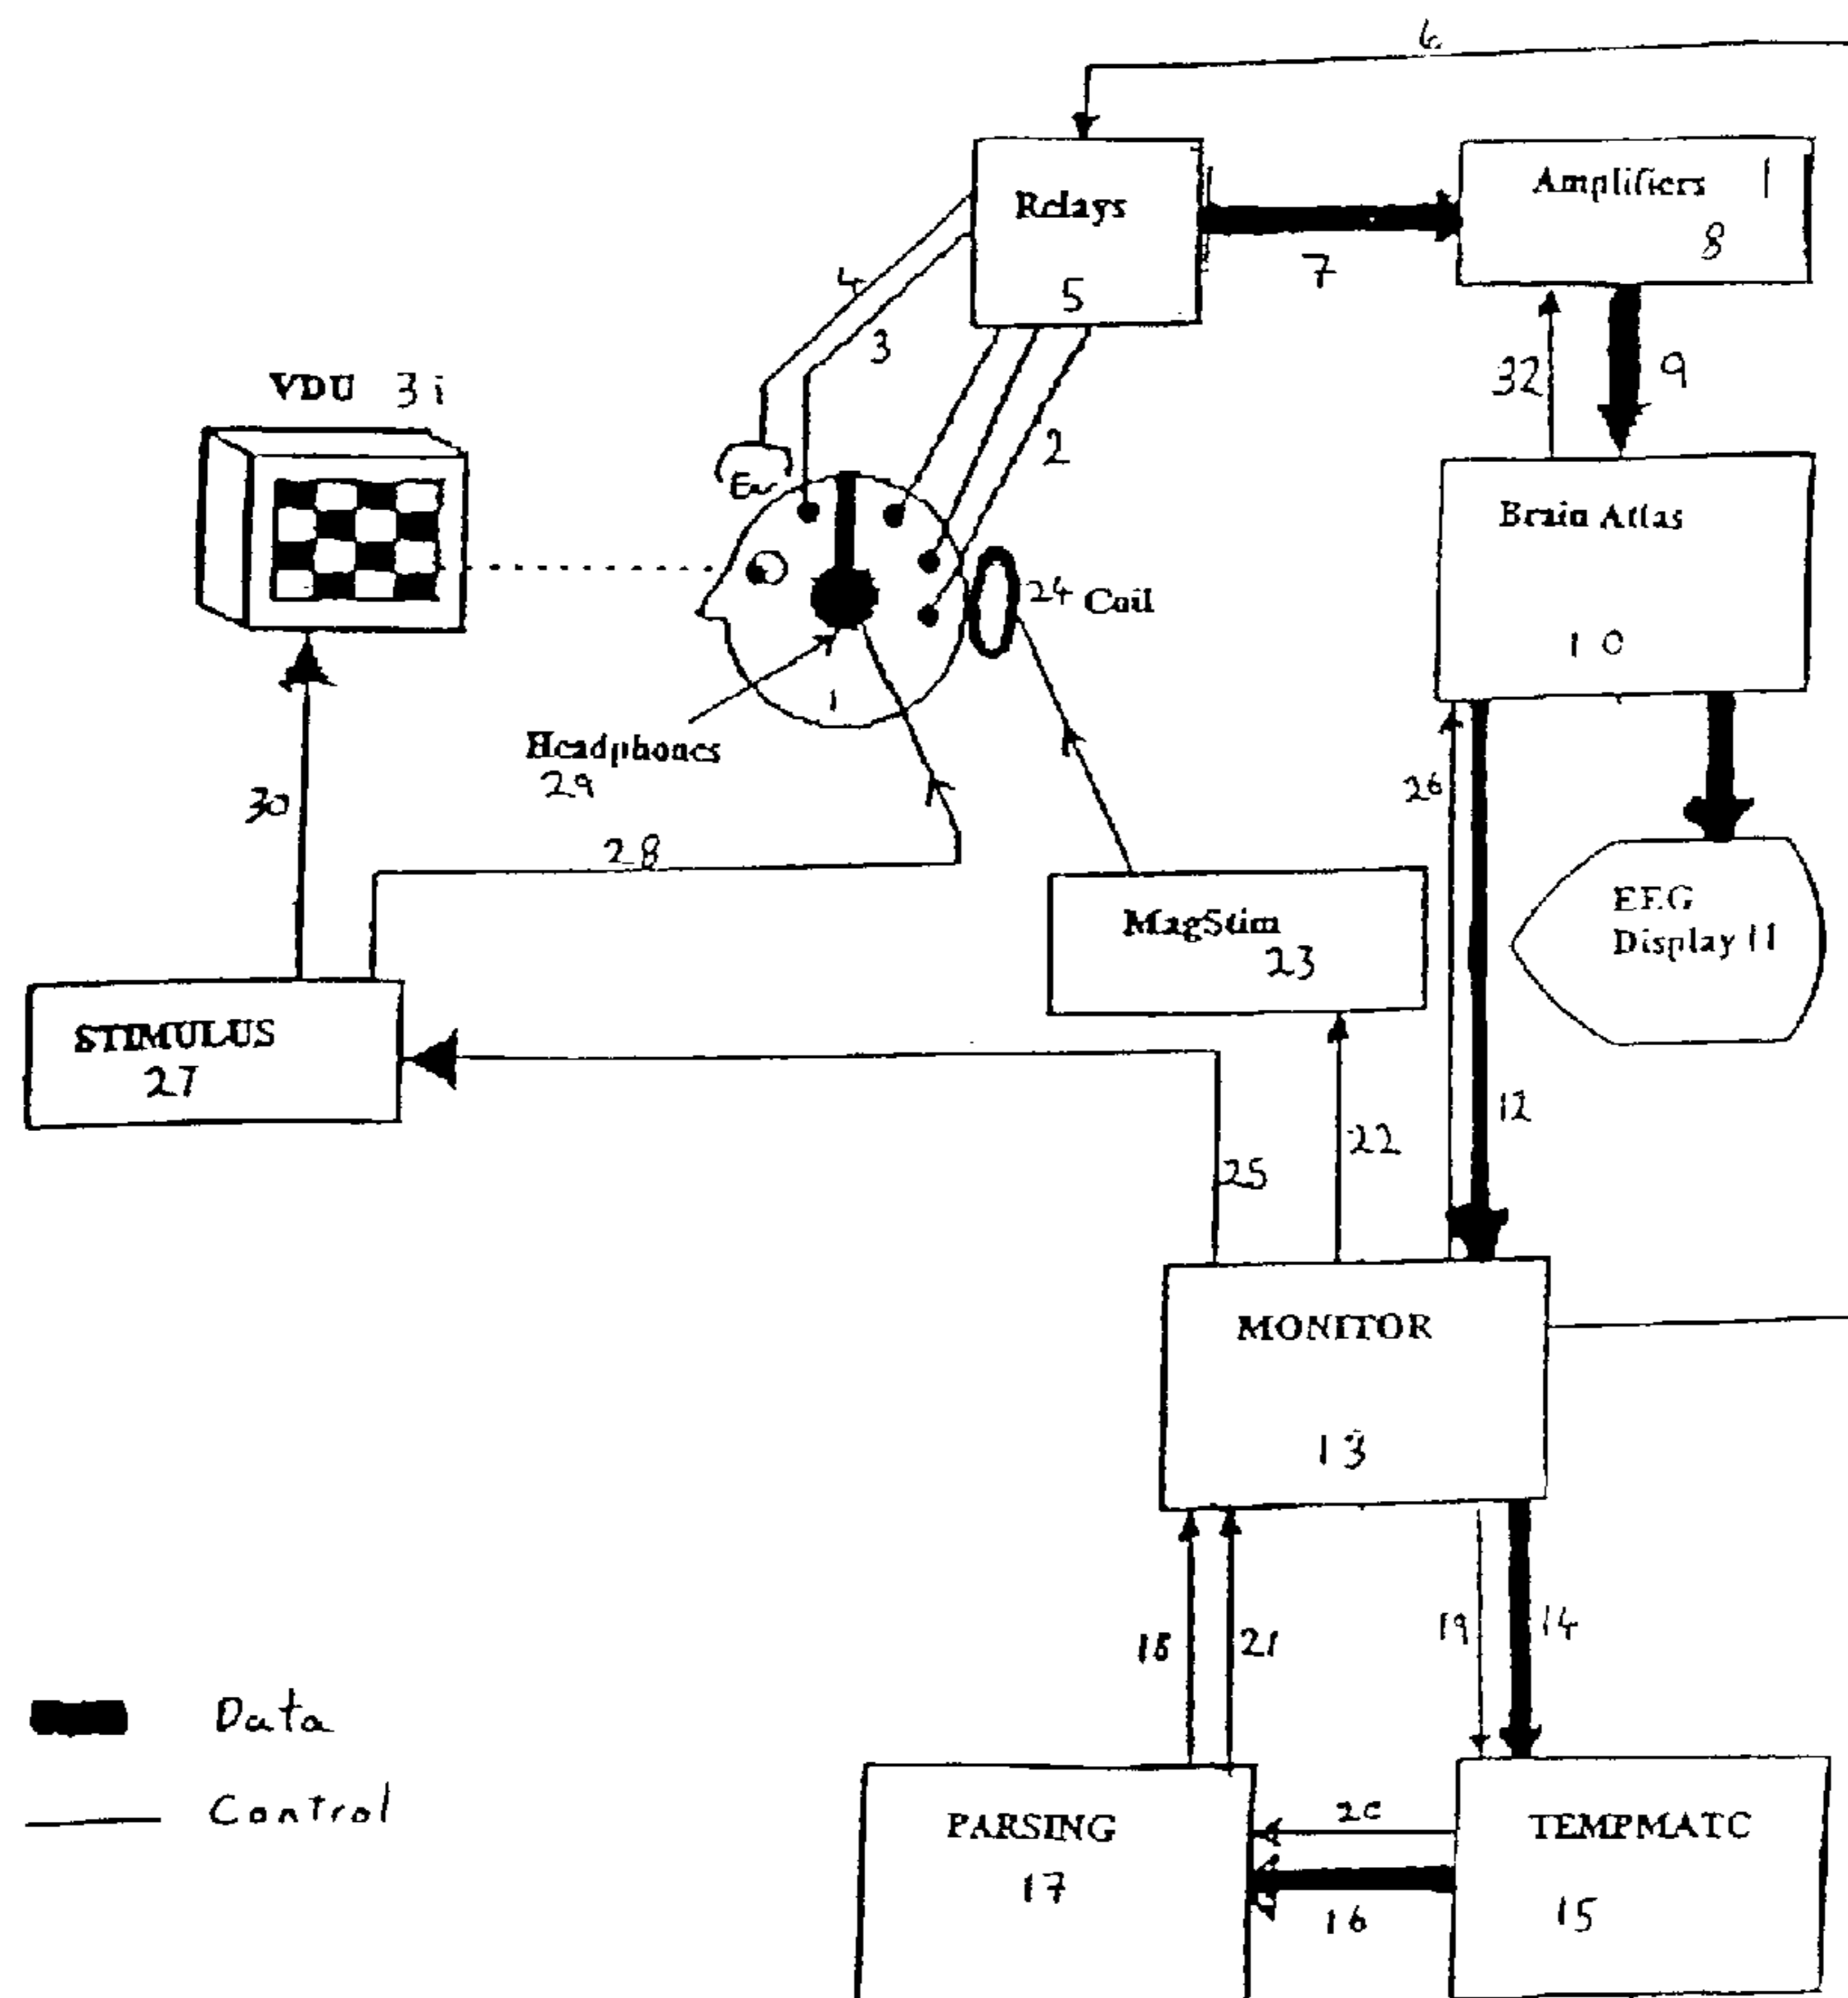 6
Relays
5
7
Amplifiers 1
8
4
3
2
32
9
VDU 3i
Brain Atlas
10
24 Coil
1
Headphones
29
30
28
26
MagStim
23
EEG
Display 11
STIMULUS
27
12
22
25
MONITOR
13
18
21
19
14
Data
Control
PARSING
17
20
16
TEMPMATC
15